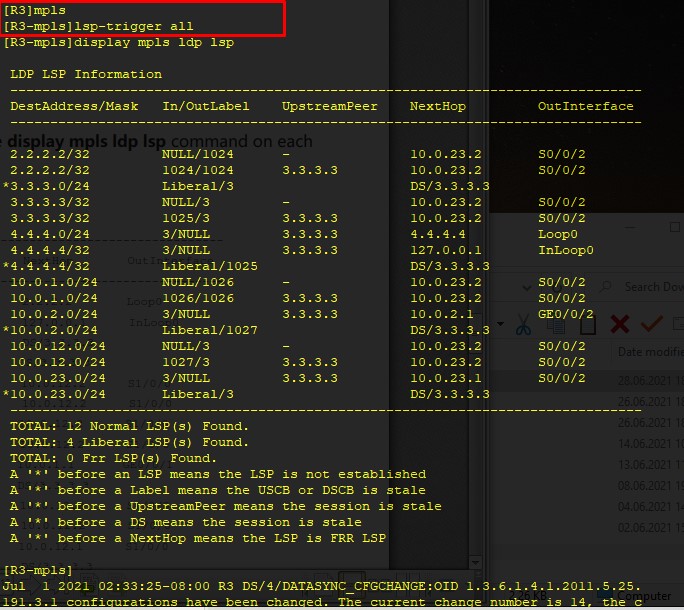 [R3]mpls
[R3-mpls]lsp-trigger all
[R3-mpls]display mpls ldp lsp
LDP LSP Information
-------------------------------------------------------------------------------
DestAddress/Mask In/OutLabel UpstreamPeer NextHop OutInterface
-------------------------------------------------------------------------------
display mpls ldp lsp command on each
2.2.2.2/32 NULL/1024 - 10.0.23.2 S0/0/2
2.2.2.2/32 1024/1024 3.3.3.3 10.0.23.2 S0/0/2
*3.3.3.0/24 Liberal/3 DS/3.3.3.3
3.3.3.3/32 NULL/3 - 10.0.23.2 S0/0/2
3.3.3.3/32 1025/3 3.3.3.3 10.0.23.2 S0/0/2
4.4.4.0/24 3/NULL 3.3.3.3 4.4.4.4 Loop0
4.4.4.4/32 3/NULL 3.3.3.3 127.0.0.1 InLoop0
*4.4.4.4/32 Liberal/1025 DS/3.3.3.3
10.0.1.0/24 NULL/1026 - 10.0.23.2 S0/0/2
10.0.1.0/24 1026/1026 3.3.3.3 10.0.23.2 S0/0/2
10.0.2.0/24 3/NULL 3.3.3.3 10.0.2.1 GE0/0/2
*10.0.2.0/24 Liberal/1027 DS/3.3.3.3
10.0.12.0/24 NULL/3 - 10.0.23.2 S0/0/2
10.0.12.0/24 1027/3 3.3.3.3 10.0.23.2 S0/0/2
10.0.23.0/24 3/NULL 3.3.3.3 10.0.23.1 S0/0/2
*10.0.23.0/24 Liberal/3 DS/3.3.3.3
-------------------------------------------------------------------------------
TOTAL: 12 Normal LSP(s) Found.
TOTAL: 4 Liberal LSP(s) Found.
TOTAL: 0 Frr LSP(s) Found.
A '*' before an LSP means the LSP is not established
A '*' before a Label means the USCB or DSCB is stale
A '*' before a UpstreamPeer means the session is stale
A '*' before a DS means the session is stale
A '*' before a NextHop means the LSP is FRR LSP
[R3-mpls]
Jul 1 2021 02:33:25-08:00 R3 DS/4/DATASYNC_CFGCHANGE:OID 1.3.6.1.4.1.2011.5.25.
191.3.1 configurations have been changed. The current change number is 14, the c
Search Dow
Date modifie
28.06.2021 1
26.06.2021 18
26.06.2021 18
14.06.2021 10
13.06.2021 11
08.06.2021 19
04.06.2021 14
02.06.2021 15
Computer